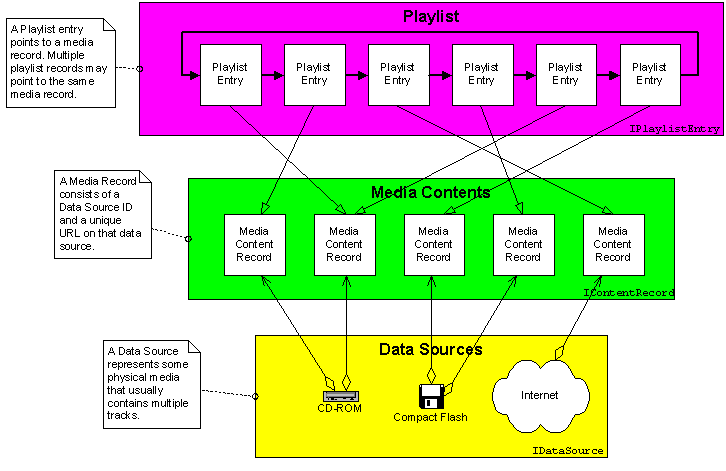 Playlist
A Playlist entry
points to a media
record. Multiple
playlist records may
point to the same
media record.
Playlist Entry
Playlist Entry
Playlist Entry
Playlist Entry
Playlist Entry
Playlist Entry
IPlaylistEntry
Media Contents
A Media Record
consists of a
Data Source ID
and a unique
URL on that data
source.
Media Content Record
Media Content Record
Media Content Record
Media Content Record
Media Content Record
IContentRecord
Data Sources
A Data Source
represents some
physical media
that usually
contains multiple
tracks.
CD-ROM
Compact Flash
Internet
IDataSource